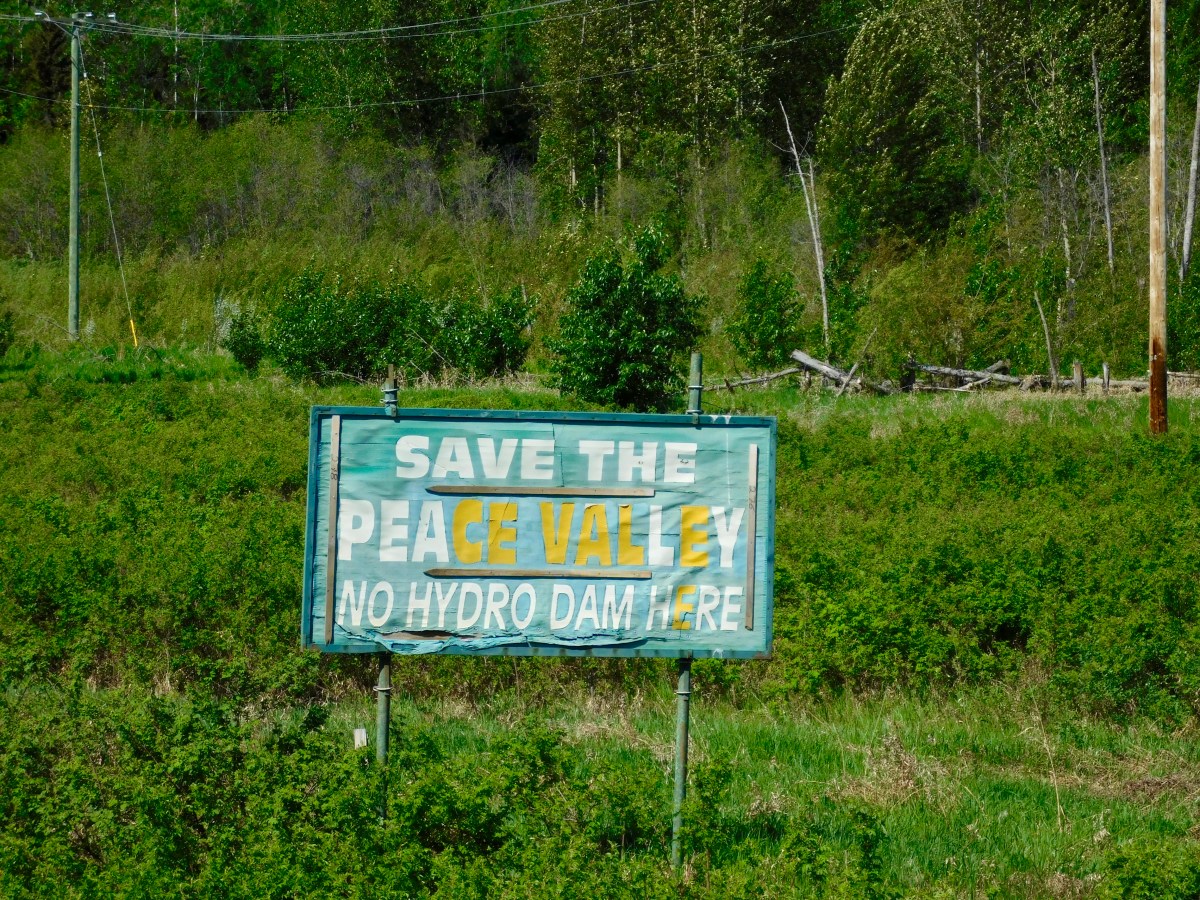 SAVE THE
PEACE VALLEY
NO HYDRO DAM HERE